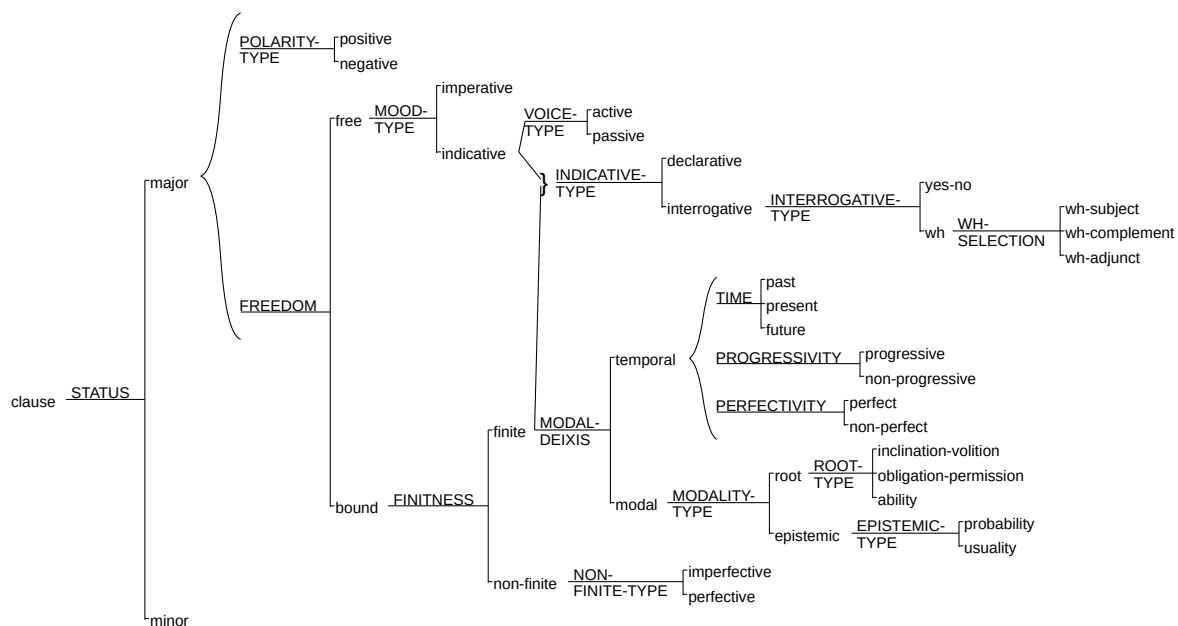 POLARITY-
TYPE
positive
negative
imperative
free
MOOD-
TYPE
indicative
VOICE-
TYPE
active
passive
major
}
INDICATIVE-
TYPE
declarative
interrogative
INTERROGATIVE-
TYPE
yes-no
wh
WH-
SELECTION
wh-subject
wh-complement
wh-adjunct
FREEDOM
TIME
past
present
future
temporal
PROGRESSIVITY
progressive
non-progressive
PERFECTIVITY
perfect
non-perfect
clause
STATUS
finite
MODAL-
DEIXIS
bound
FINITNESS
modal
MODALITY-
TYPE
root
ROOT-
TYPE
inclination-volition
obligation-permission
ability
epistemic
EPISTEMIC-
TYPE
probability
usuality
non-finite
NON-
FINITE-TYPE
imperfective
perfective
minor